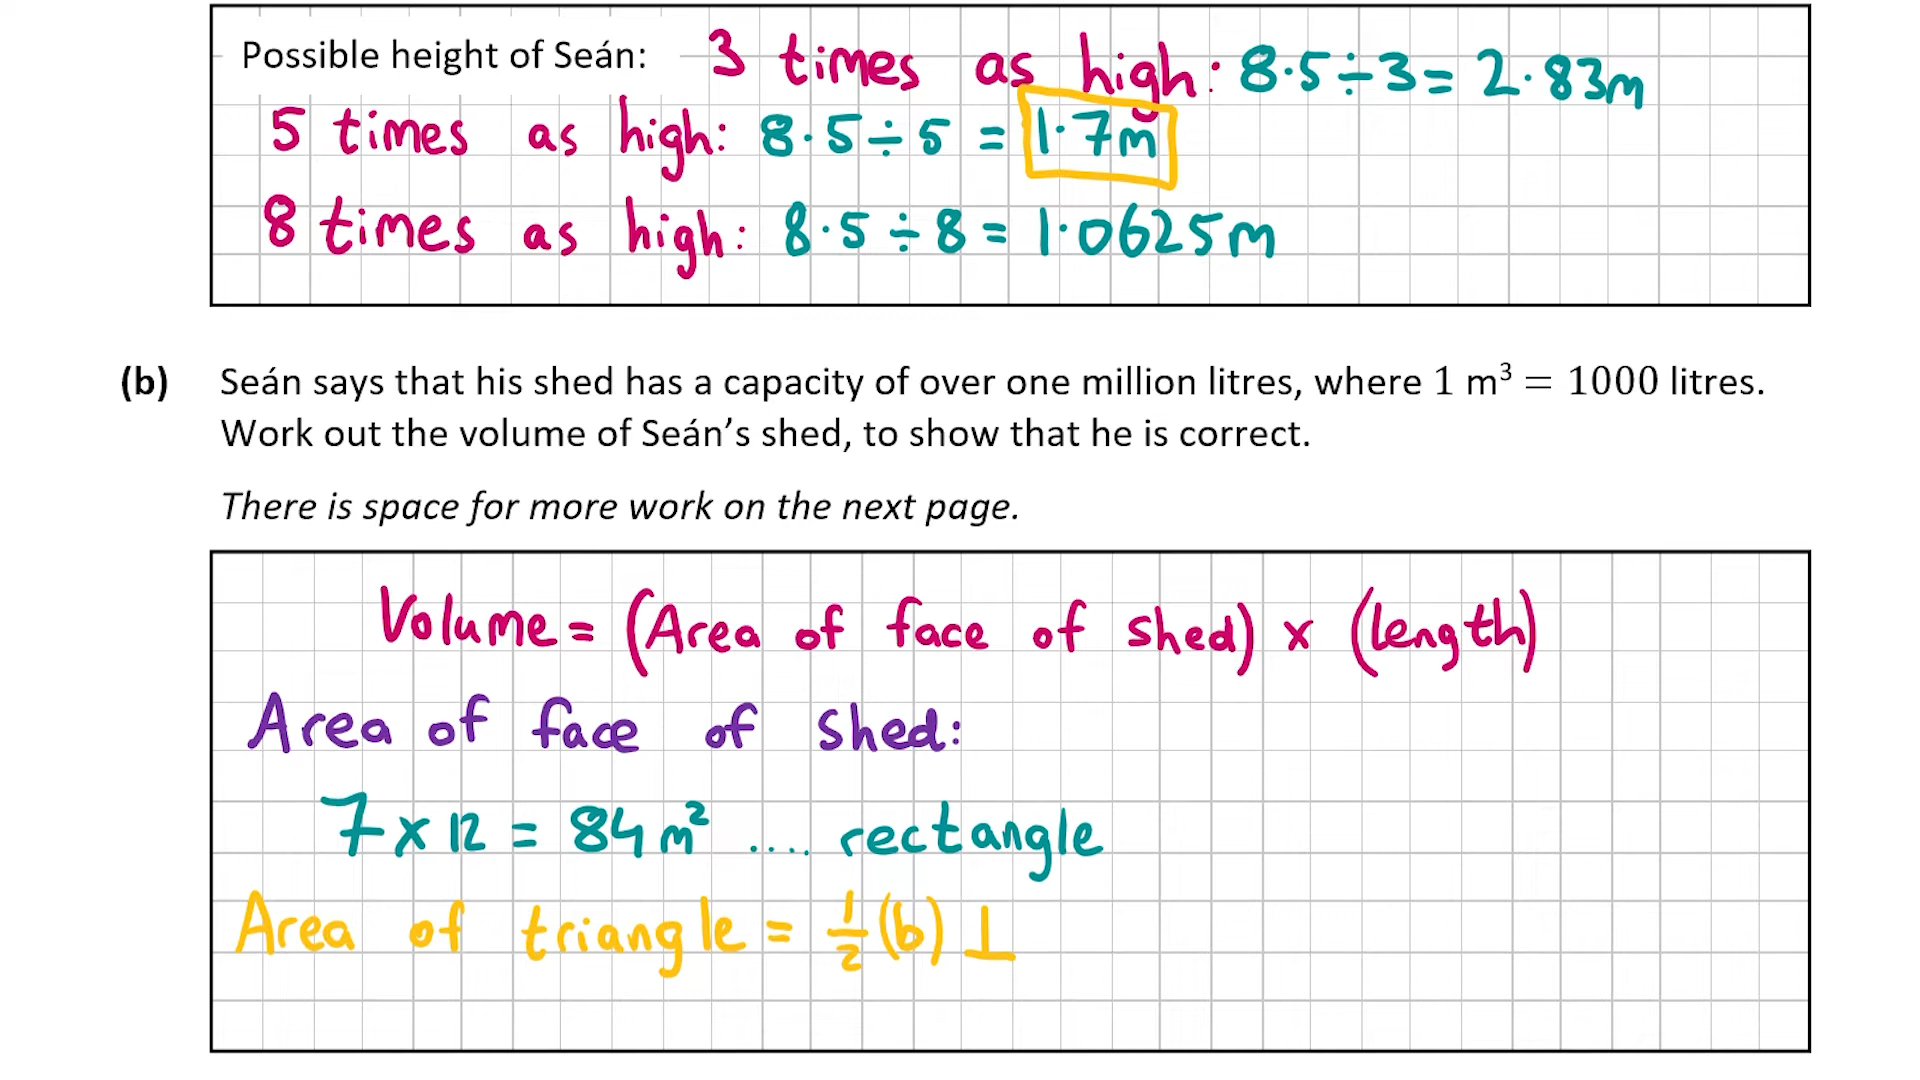 Possible height of Seán: 3 times as high: 8·5÷3= 2·83m
5 times as high: 8·5÷5 = 1·7m
8 times as high: 8·5÷8= 1·0625m
(b) Seán says that his shed has a capacity of over one million litres, where 1 m³ = 1000 litres.
Work out the volume of Seán’s shed, to show that he is correct.
There is space for more work on the next page.
Volume= (Area of face of shed) x (length)
Area of face of shed:
7x12 = 84m² .... rectangle
Area of triangle = ½(b)⊥